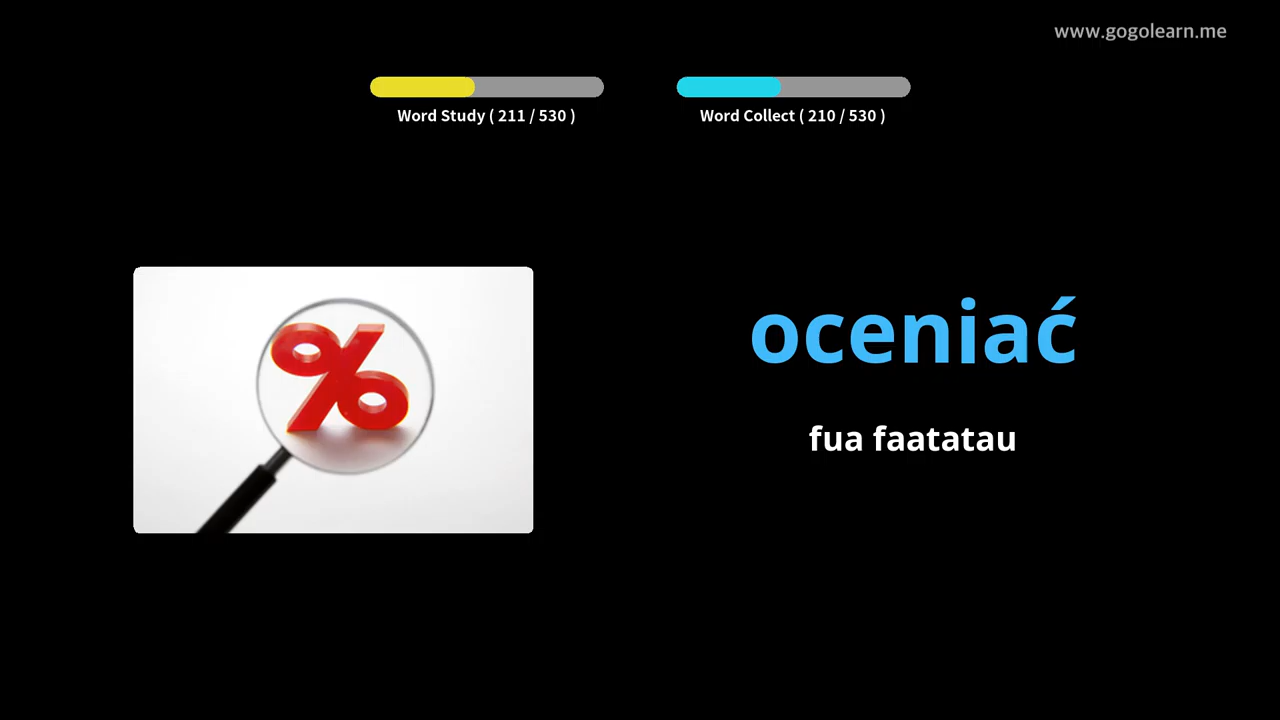 www.gogolearn.me
Word Study ( 211 / 530 )
Word Collect ( 210 / 530 )
%
oceniać
fua faatatau